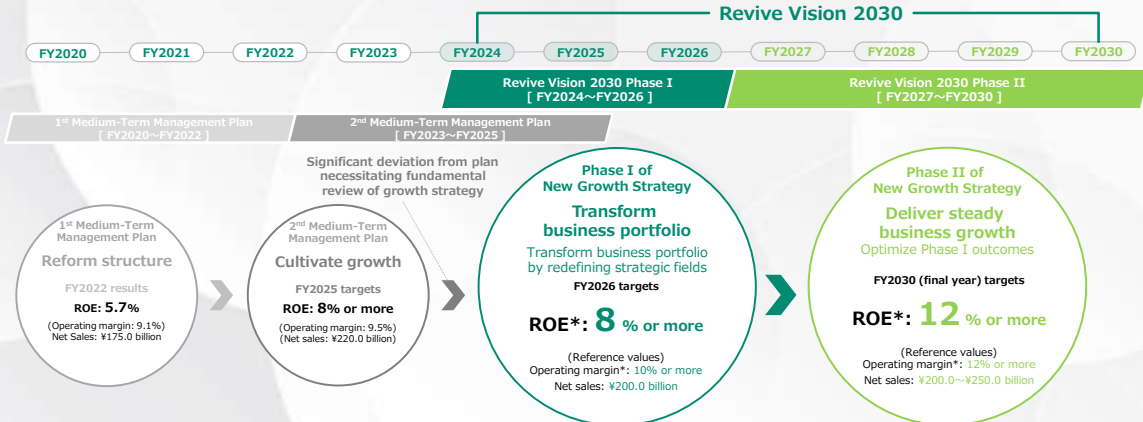 Revive Vision 2030
FY2020 FY2021 FY2022 FY2023 FY2024 FY2025 FY2026 FY2027 FY2028 FY2029 FY2030
Revive Vision 2030 Phase I
[ FY2024～FY2026 ]
Revive Vision 2030 Phase II
[ FY2027～FY2030 ]
1st Medium-Term Management Plan
[ FY2020～FY2022 ]
2nd Medium-Term Management Plan
[ FY2023～FY2025 ]
Significant deviation from plan
necessitating fundamental
review of growth strategy
1st Medium-Term
Management Plan
Reform structure
FY2022 results
ROE: 5.7%
(Operating margin: 9.1%)
Net Sales: ¥175.0 billion
2nd Medium-Term
Management Plan
Cultivate growth
FY2025 targets
ROE: 8% or more
(Operating margin: 9.5%)
(Net sales: ¥220.0 billion)
Phase I of
New Growth Strategy
Transform
business portfolio
Transform business portfolio
by redefining strategic fields
FY2026 targets
ROE*: 8 % or more
(Reference values)
Operating margin*: 10% or more
Net sales: ¥200.0 billion
Phase II of
New Growth Strategy
Deliver steady
business growth
Optimize Phase I outcomes
FY2030 (final year) targets
ROE*: 12 % or more
(Reference values)
Operating margin*: 12% or more
Net sales: ¥200.0～¥250.0 billion